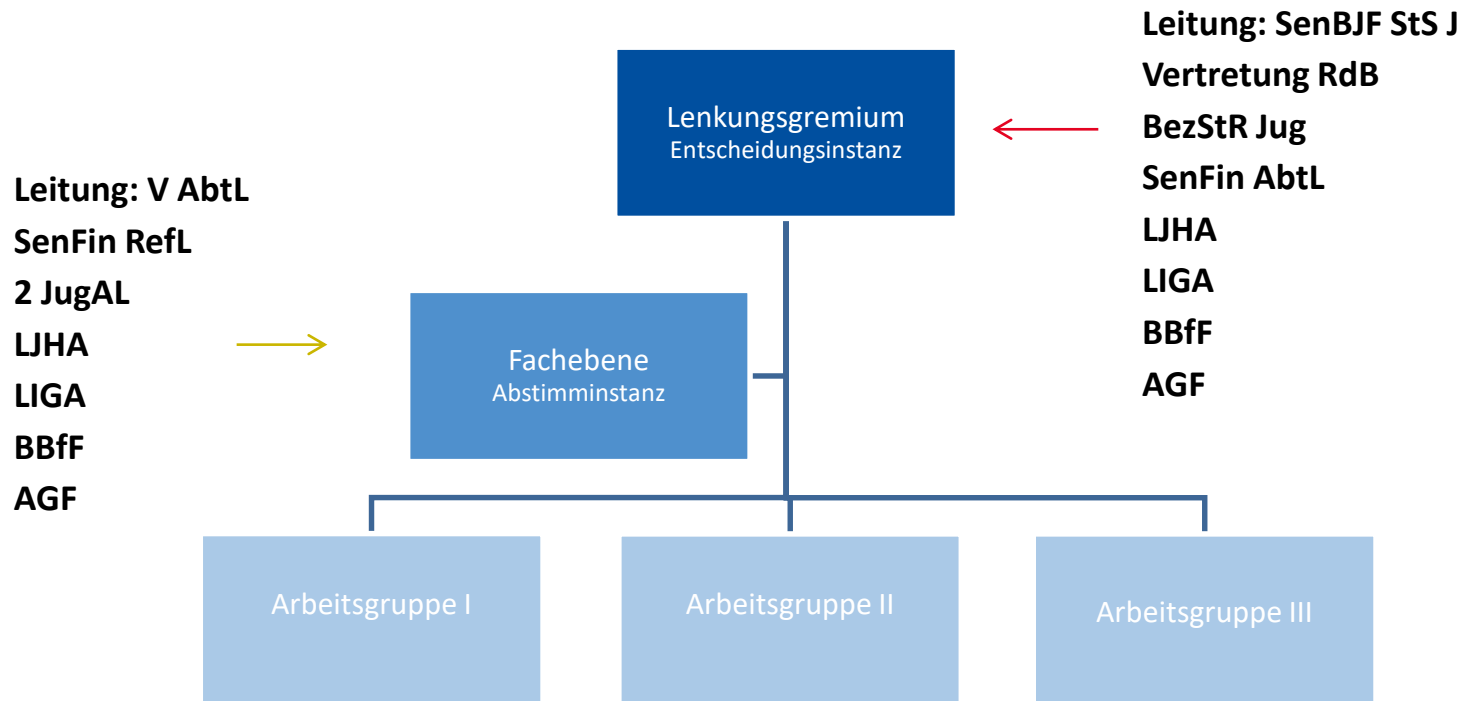 Leitung: SenBJF StS J
Vertretung RdB
BezStR Jug
SenFin AbtL
LJHA
LIGA
BBfF
AGF
Lenkungsgremium
Entscheidungsinstanz
Leitung: V AbtL
SenFin RefL
2 JugAL
LJHA
LIGA
BBfF
AGF
Fachebene
Abstimminstanz
Arbeitsgruppe I
Arbeitsgruppe II
Arbeitsgruppe III